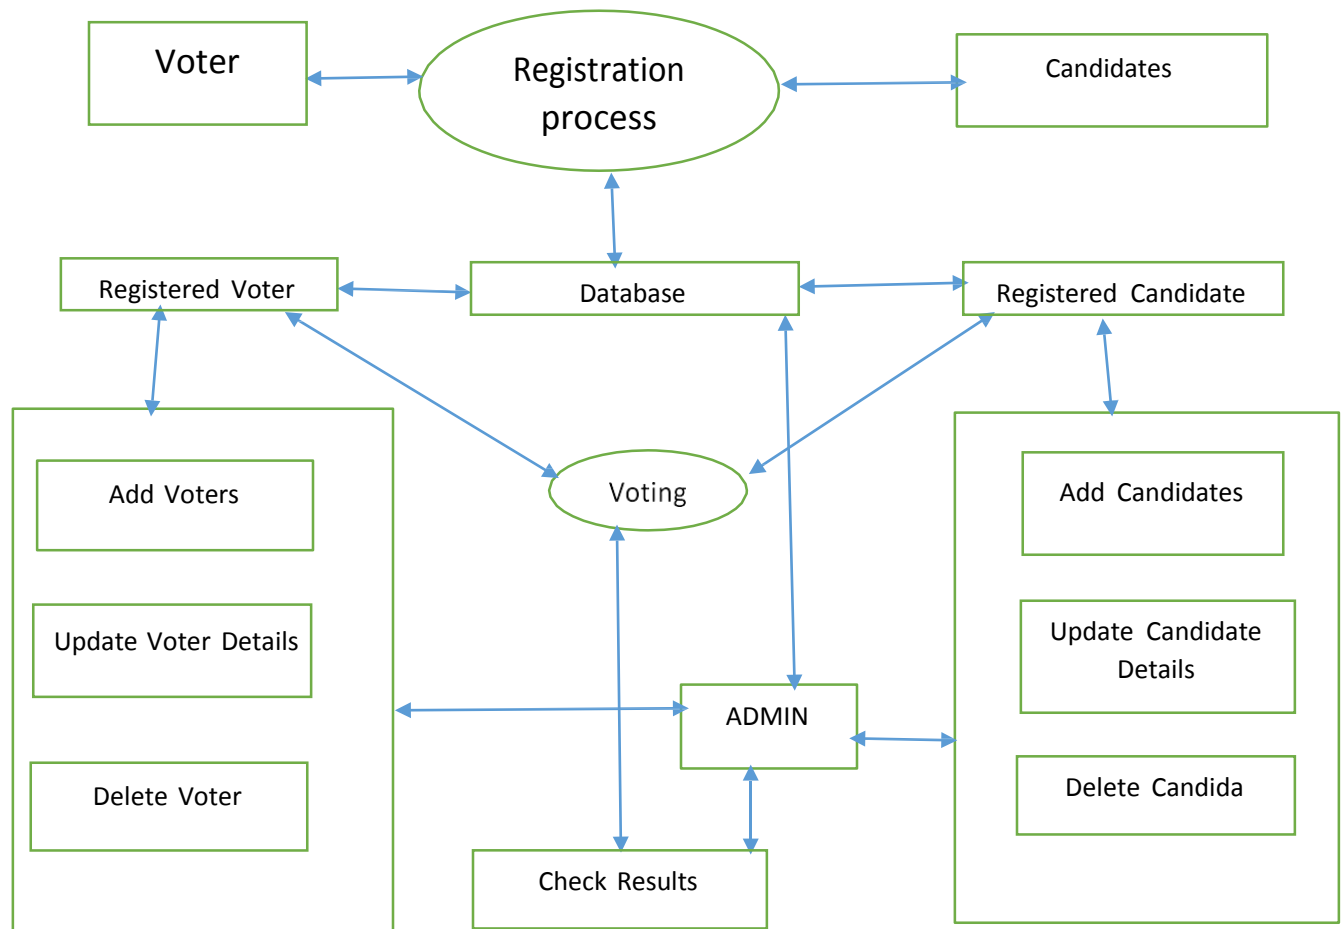 Voter
Registration
process
Candidates
Registered Voter
Database
Registered Candidate
Add Voters
Voting
Add Candidates
Update Voter Details
Update Candidate
Details
ADMIN
Delete Voter
Delete Candida
Check Results